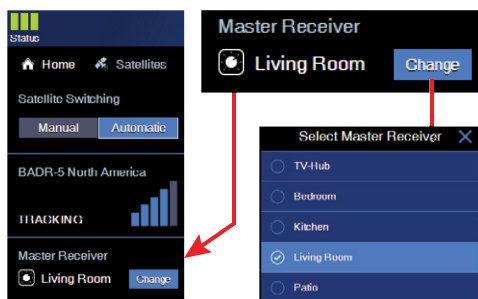 Status
Home Satellites
Satellite Switching
Manual Automatic
BADR-5 North America
TRACKING
Master Receiver
Living Room Change
Master Receiver
Living Room Change
Select Master Receiver X
TV-Hub
Bedroom
Kitchen
Living Room
Patio